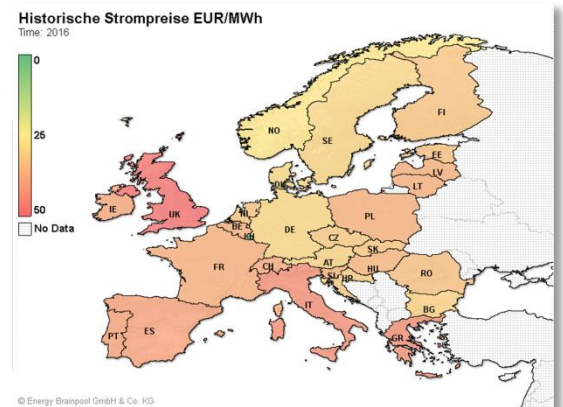 Historische Strompreise EUR/MWh
Time: 2016
0
25
50
No Data
NO
SE
FI
EE
LV
LT
DK
IE
UK
NL
BE
DE
PL
CZ
SK
FR
CH
AT
HU
SI
HR
RO
IT
BG
PT
ES
GR
© Energy Brainpool GmbH & Co. KG